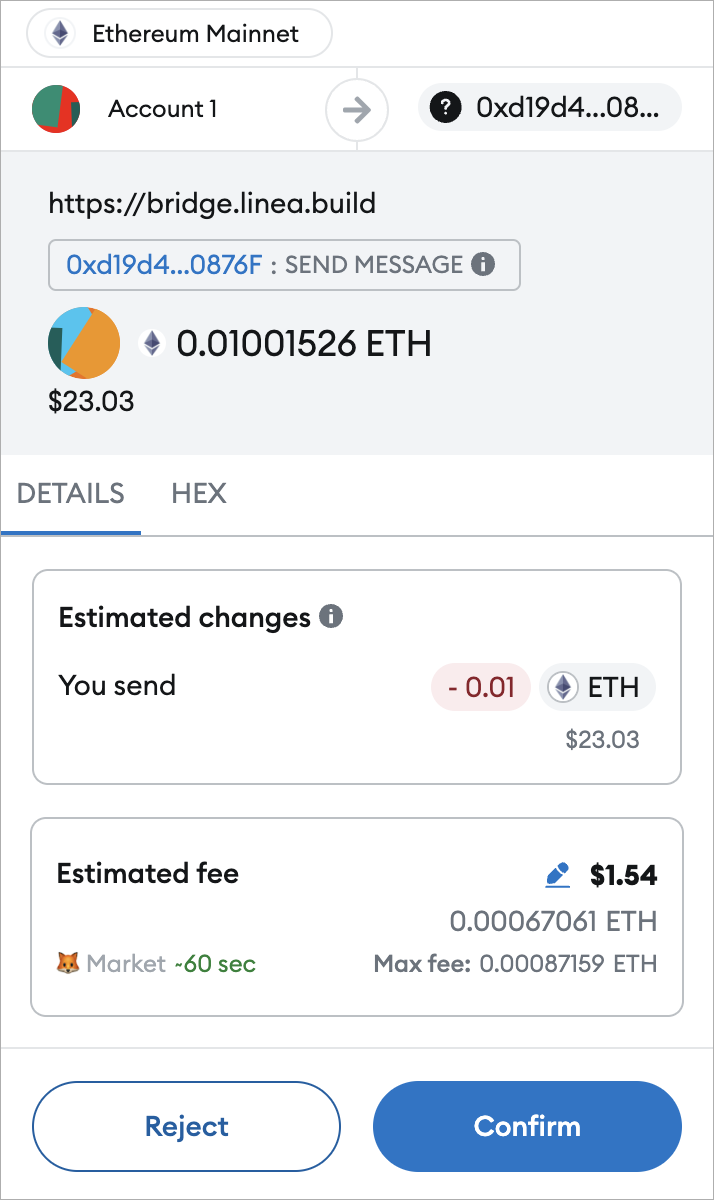 Ethereum Mainnet
Account 1
? 0xd19d4...08...
https://bridge.linea.build
0xd19d4...0876F : SEND MESSAGE i
0.01001526 ETH
$23.03
DETAILS HEX
Estimated changes i
You send - 0.01 ETH
$23.03
Estimated fee $1.54
0.00067061 ETH
🦊 Market ~60 sec Max fee: 0.00087159 ETH
Reject Confirm